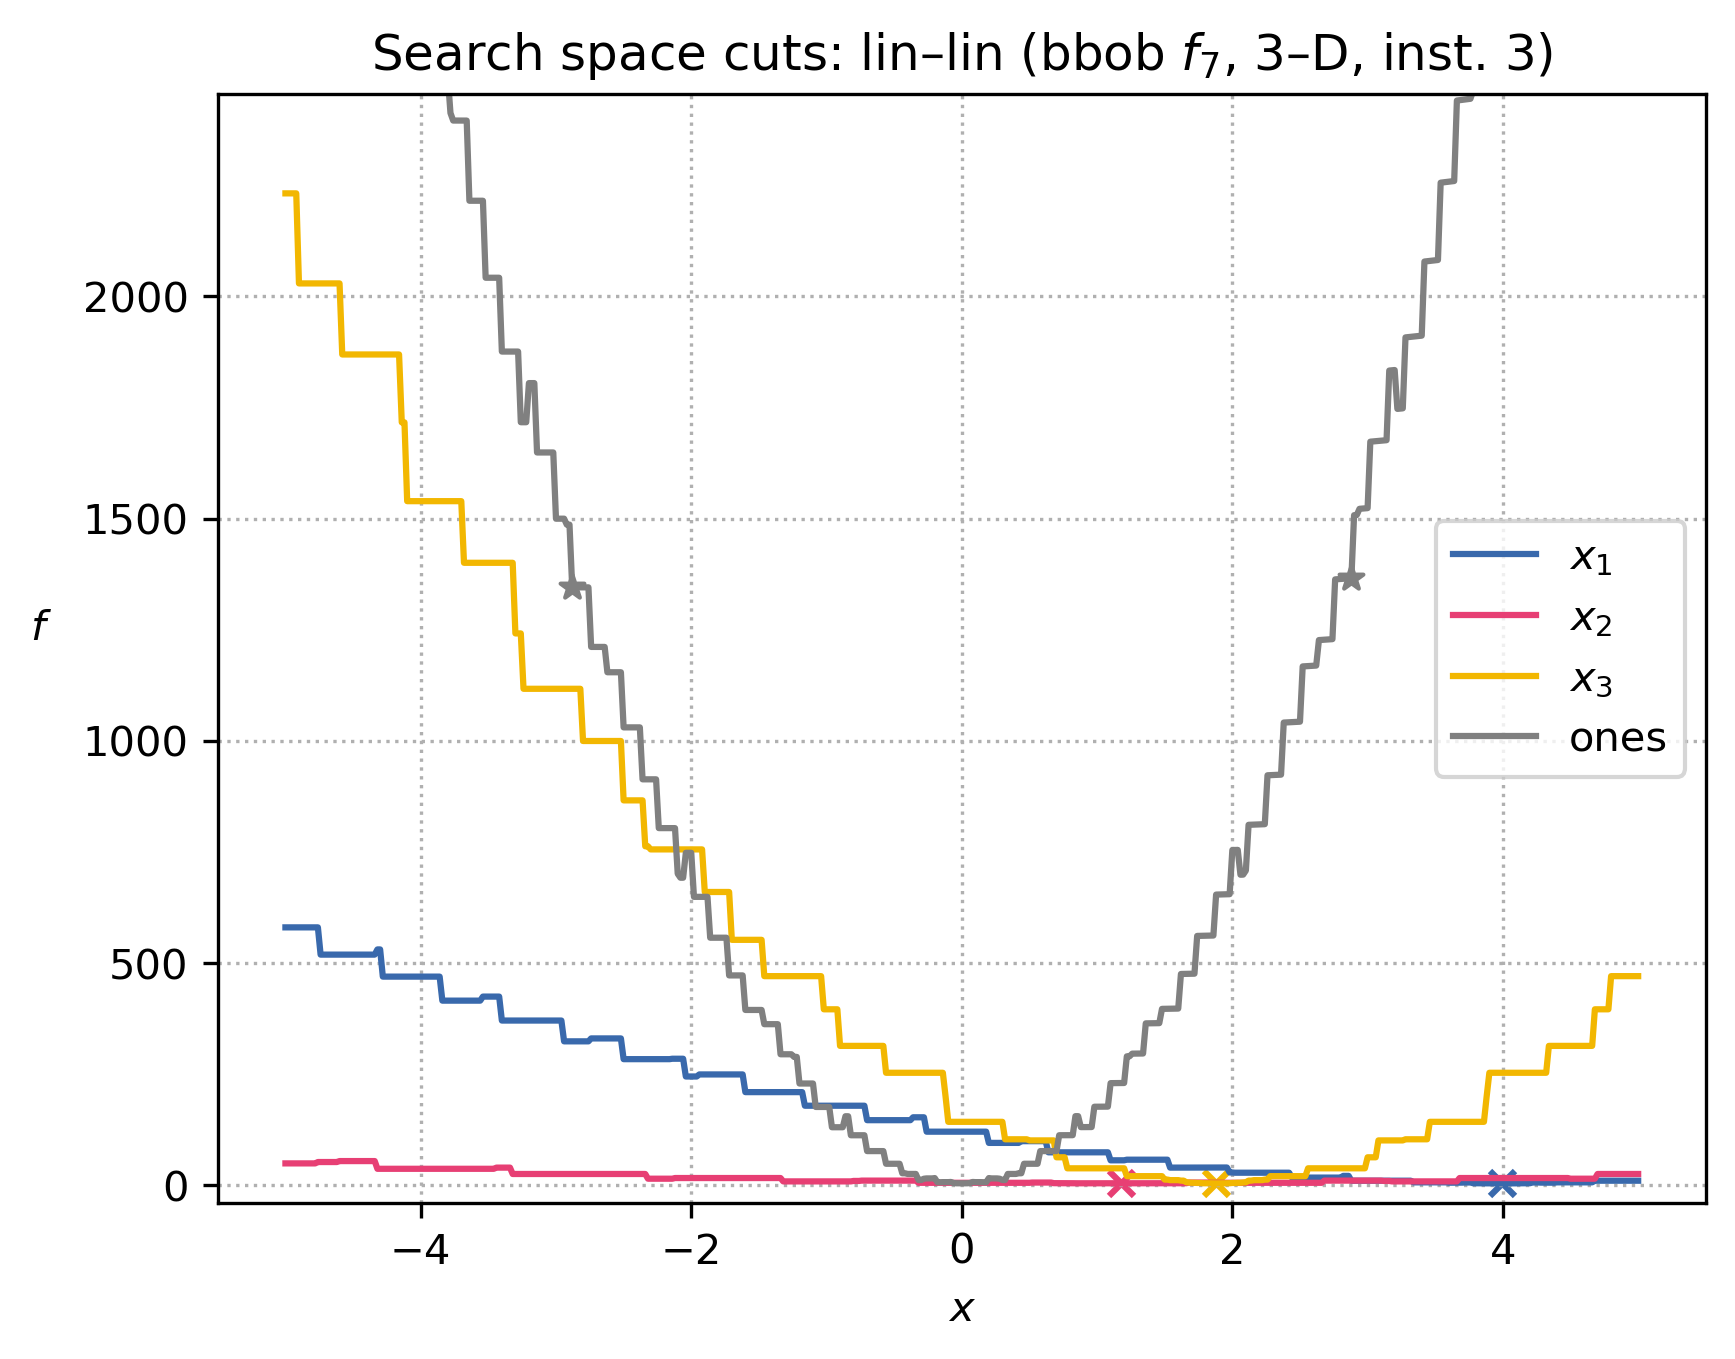 Search space cuts: lin–lin (bbob f₇, 3–D, inst. 3)
f
2000
1500
1000
500
0
x₁
x₂
x₃
ones
−4 −2 0 2 4
x